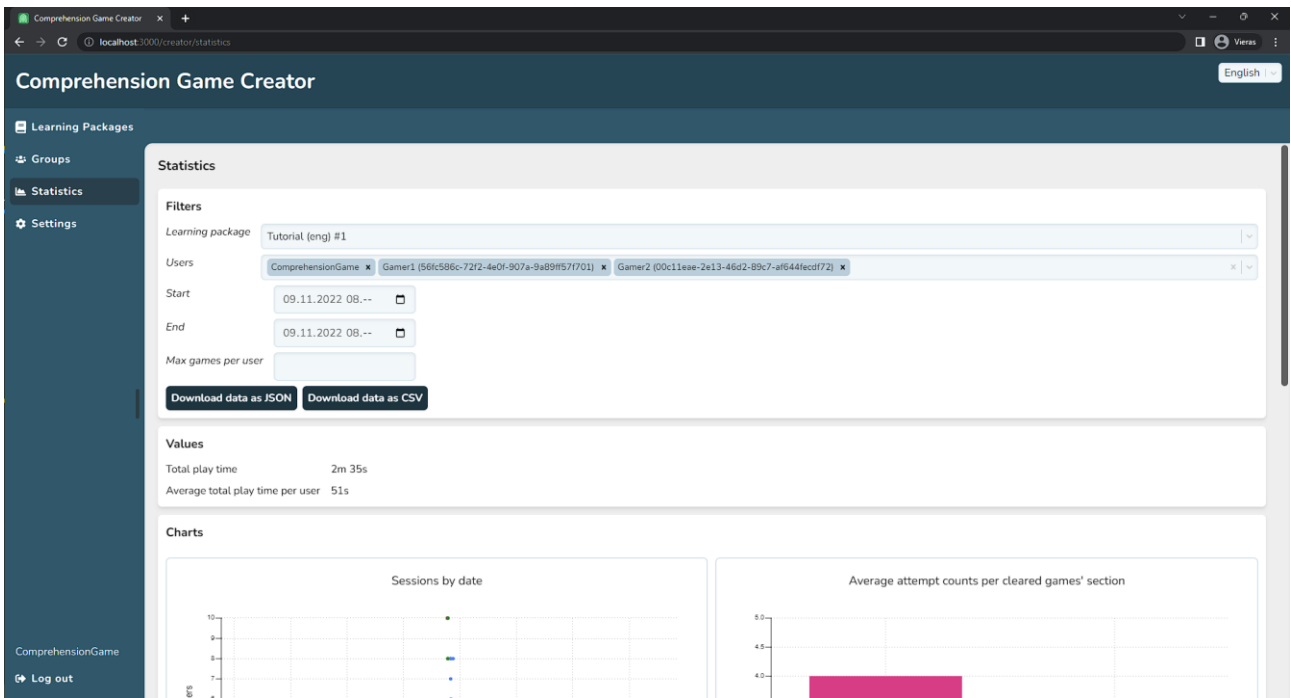 Comprehension Game Creator
localhost:3000/creator/statistics
Vieras
Comprehension Game Creator
English
Learning Packages
Groups
Statistics
Settings
Statistics
Filters
Learning package Tutorial (eng) #1
Users ComprehensionGame x Gamer1 (56fc586c-72f2-4e0f-907a-9a89ff57f701) x Gamer2 (00c11eae-2e13-46d2-89c7-af644fecdf72) x
Start 09.11.2022 08.--
End 09.11.2022 08.--
Max games per user
Download data as JSON Download data as CSV
Values
Total play time 2m 35s
Average total play time per user 51s
Charts
Sessions by date
10
9
8
7
Average attempt counts per cleared games' section
5.0
4.5
4.0
ComprehensionGame
Log out